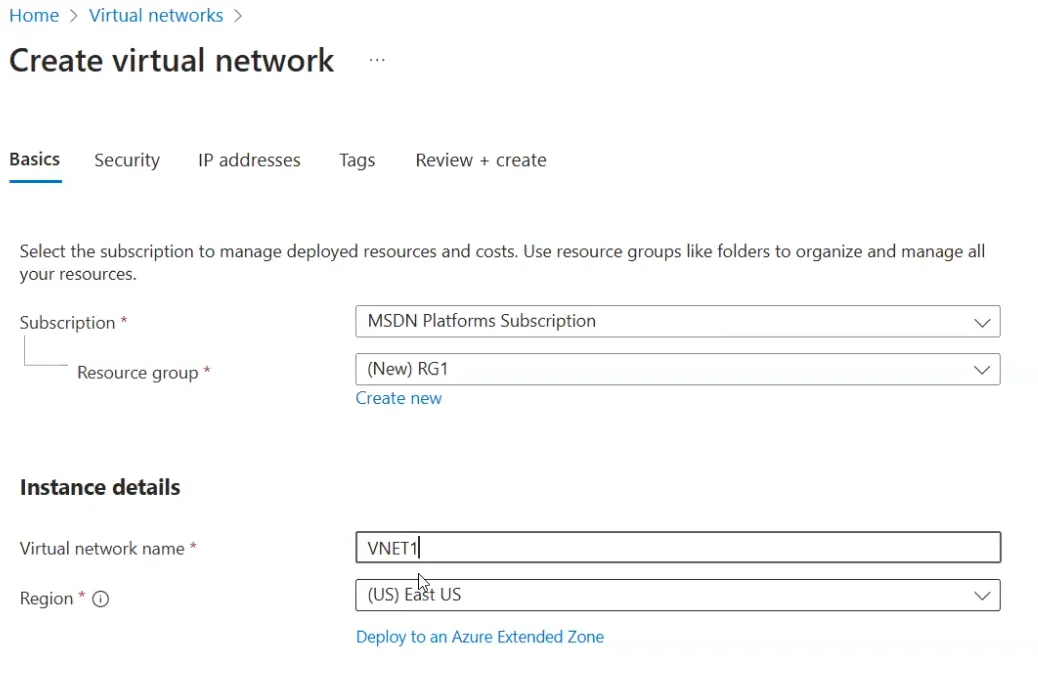 Home > Virtual networks >
Create virtual network ...
Basics Security IP addresses Tags Review + create
Select the subscription to manage deployed resources and costs. Use resource groups like folders to organize and manage all
your resources.
Subscription * MSDN Platforms Subscription
Resource group * (New) RG1
Create new
Instance details
Virtual network name * VNET1
Region * (US) East US
Deploy to an Azure Extended Zone